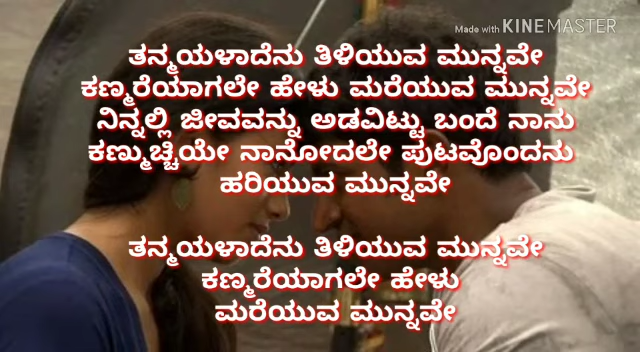 Made with KINEMASTER
ತನ್ಮಯಳಾದೆನು ತಿಳಿಯುವ ಮುನ್ನವೇ
ಕಣ್ಮರೆಯಾಗಲೇ ಹೇಳು ಮರೆಯುವ ಮುನ್ನವೇ
ನಿನ್ನಲ್ಲಿ ಜೀವವನ್ನು ಅಡವಿಟ್ಟು ಬಂದೆ ನಾನು
ಕಣ್ಮುಚ್ಚಿಯೇ ನಾನೋದಲೇ ಪುಟವೊಂದನು
ಹರಿಯುವ ಮುನ್ನವೇ
ತನ್ಮಯಳಾದೆನು ತಿಳಿಯುವ ಮುನ್ನವೇ
ಕಣ್ಮರೆಯಾಗಲೇ ಹೇಳು
ಮರೆಯುವ ಮುನ್ನವೇ